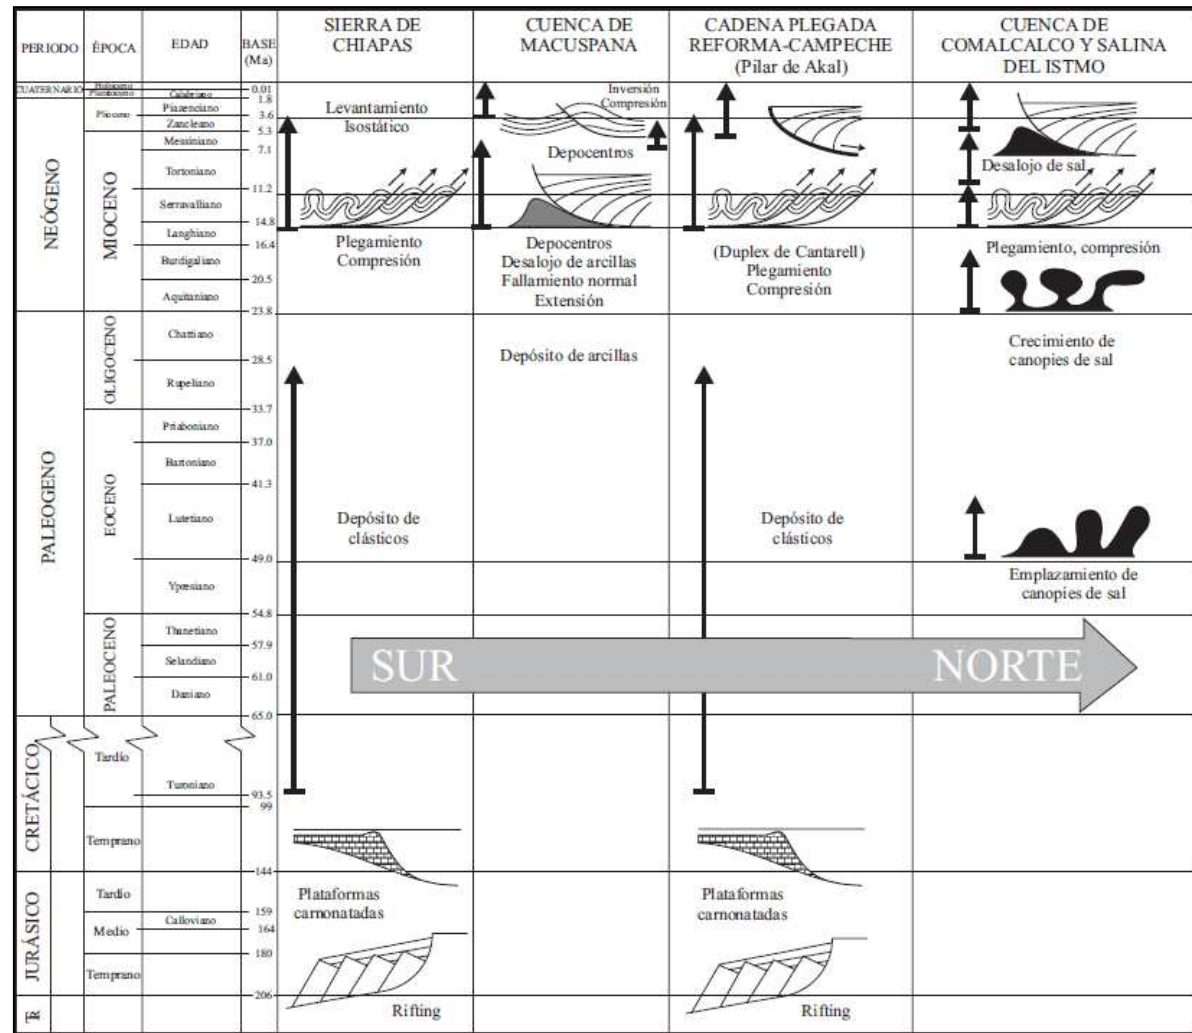 PERIODO
ÉPOCA
EDAD
BASE
(Ma)
SIERRA DE
CHIAPAS
CUENCA DE
MACUSPANA
CADENA PLEGADA
REFORMA-CAMPECHE
(Pilar de Akal)
CUENCA DE
COMALCALCO Y SALINA
DEL ISTMO
CUATERNARIO
Holoceno
Pleistoceno
Calabriano
0.01
1.8
NEÓGENO
Plioceno
Piazenciano
3.6
Zancleano
5.3
MIOCENO
Messiniano
7.1
Tortoniano
11.2
Serravalliano
14.8
Langhiano
16.4
Burdigaliano
20.5
Aquitaniano
23.8
PALEOGENO
OLIGOCENO
Chattiano
28.5
Rupeliano
33.7
EOCENO
Priaboniano
37.0
Bartoniano
41.3
Lutetiano
49.0
Ypresiano
54.8
PALEOCENO
Thanetiano
57.9
Selandiano
61.0
Daniano
65.0
CRETÁCICO
Tardío
Turoniano
93.5
99
Temprano
144
JURÁSICO
Tardío
159
Medio
Calloviano
164
180
Temprano
206
TR
Levantamiento
Isostático
Plegamiento
Compresión
Depósito de
clásticos
Plataformas
carnonatadas
Rifting
Inversión
Compresión
Depocentros
Depocentros
Desalojo de arcillas
Fallamiento normal
Extensión
Depósito de arcillas
(Duplex de Cantarell)
Plegamiento
Compresión
Depósito de
clásticos
Plataformas
carnonatadas
Rifting
Desalojo de sal
Plegamiento, compresión
Crecimiento de
canopies de sal
Emplazamiento de
canopies de sal
SUR
NORTE